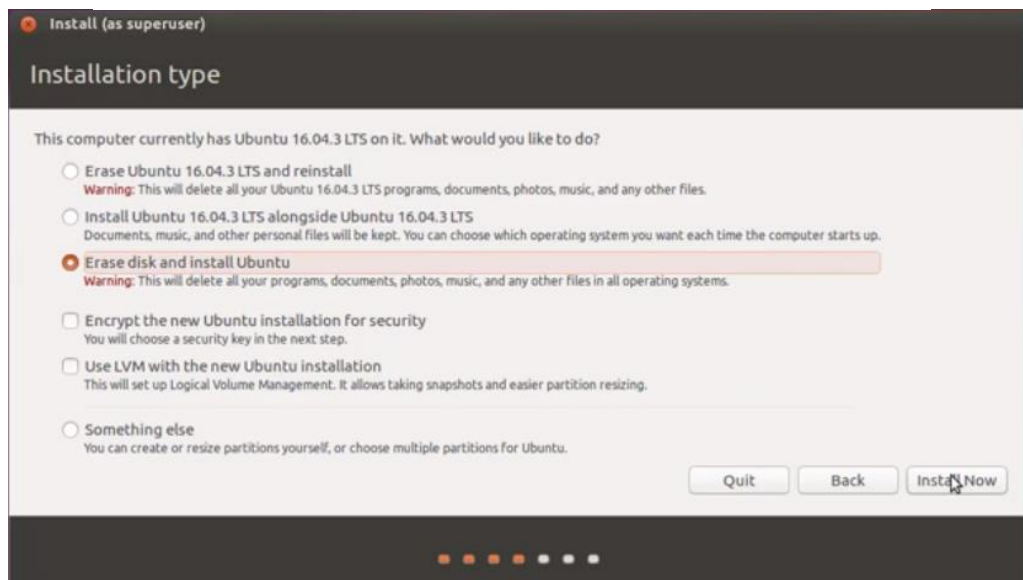 Install (as superuser)
Installation type
This computer currently has Ubuntu 16.04.3 LTS on it. What would you like to do?
Erase Ubuntu 16.04.3 LTS and reinstall
Warning: This will delete all your Ubuntu 16.04.3 LTS programs, documents, photos, music, and any other files.
Install Ubuntu 16.04.3 LTS alongside Ubuntu 16.04.3 LTS
Documents, music, and other personal files will be kept. You can choose which operating system you want each time the computer starts up.
Erase disk and install Ubuntu
Warning: This will delete all your programs, documents, photos, music, and any other files in all operating systems.
Encrypt the new Ubuntu installation for security
You will choose a security key in the next step.
Use LVM with the new Ubuntu installation
This will set up Logical Volume Management. It allows taking snapshots and easier partition resizing.
Something else
You can create or resize partitions yourself, or choose multiple partitions for Ubuntu.
Quit Back Install Now